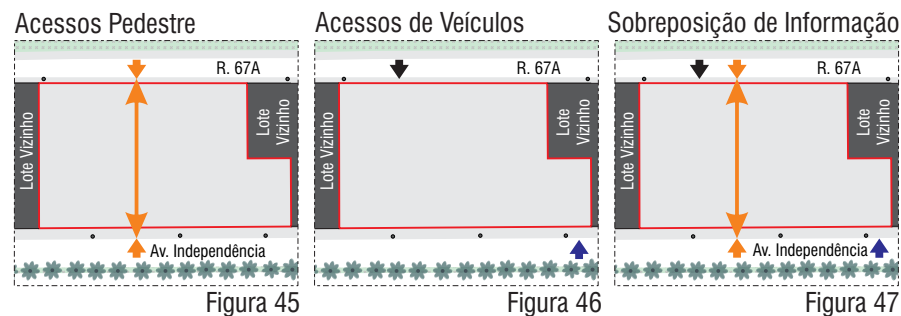 Acessos Pedestre
R. 67A
Lote Vizinho
Lote
Vizinho
Av. Independência
Figura 45
Acessos de Veículos
R. 67A
Lote Vizinho
Lote
Vizinho
Figura 46
Sobreposição de Informação
R. 67A
Lote Vizinho
Lote
Vizinho
Av. Independência
Figura 47